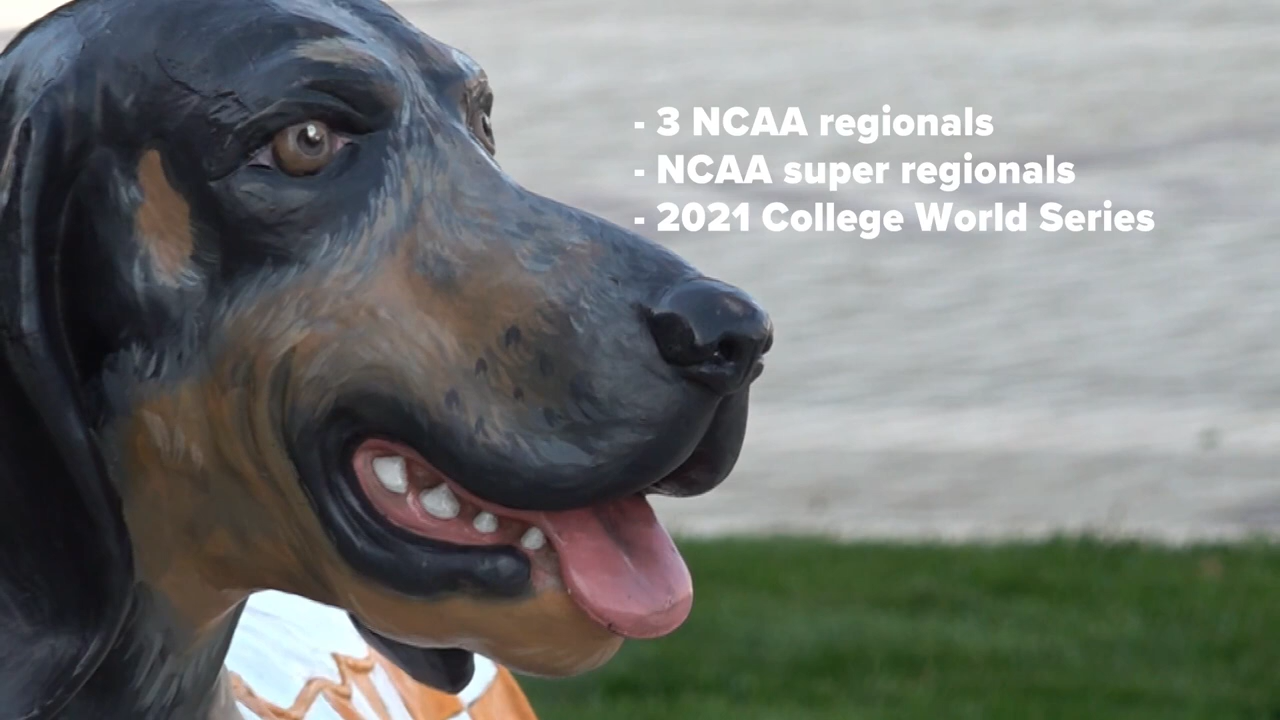 - 3 NCAA regionals
- NCAA super regionals
- 2021 College World Series